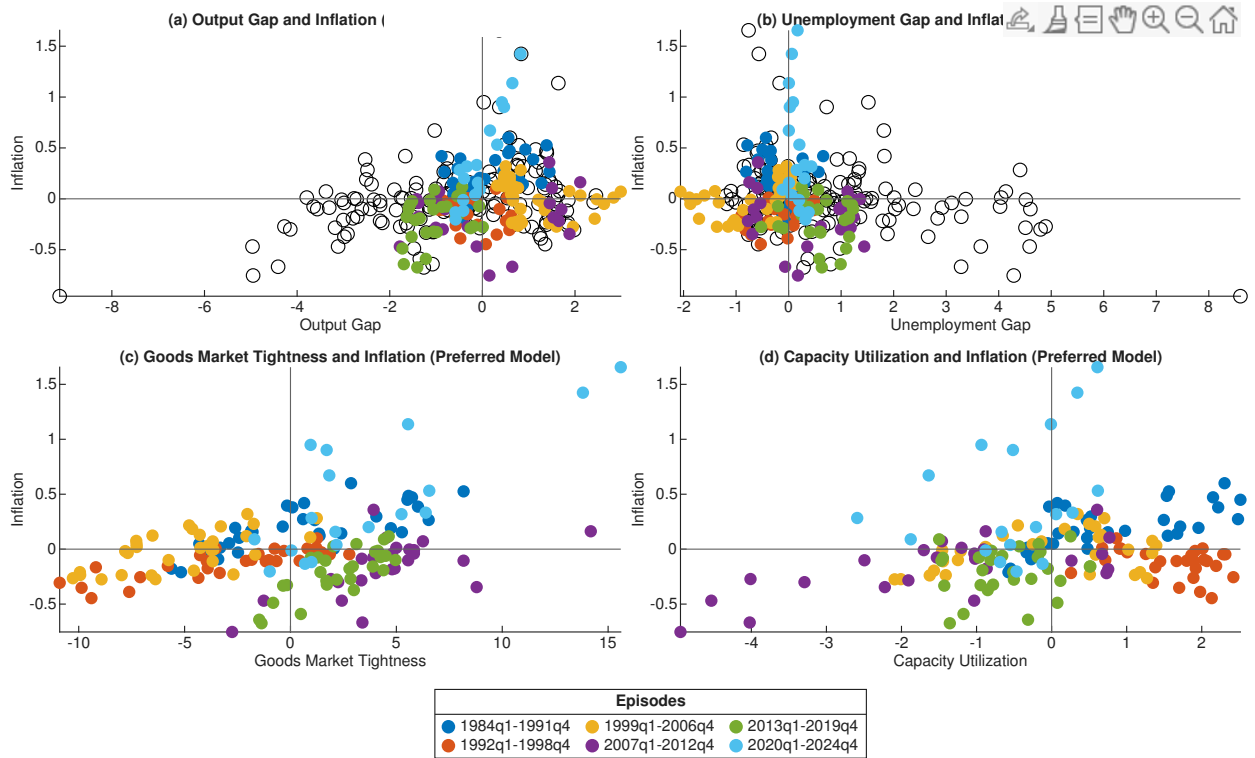 (a) Output Gap and Inflation (
1.5
1
0.5
0
-0.5
Inflation
-8 -6 -4 -2 0 2
Output Gap
(b) Unemployment Gap and Inflat
1.5
1
0.5
0
-0.5
Inflation
-2 -1 0 1 2 3 4 5 6 7 8
Unemployment Gap
(c) Goods Market Tightness and Inflation (Preferred Model)
1.5
1
0.5
0
-0.5
Inflation
-10 -5 0 5 10 15
Goods Market Tightness
(d) Capacity Utilization and Inflation (Preferred Model)
1.5
1
0.5
0
-0.5
Inflation
-4 -3 -2 -1 0 1 2
Capacity Utilization
Episodes
1984q1-1991q4 1999q1-2006q4 2013q1-2019q4
1992q1-1998q4 2007q1-2012q4 2020q1-2024q4